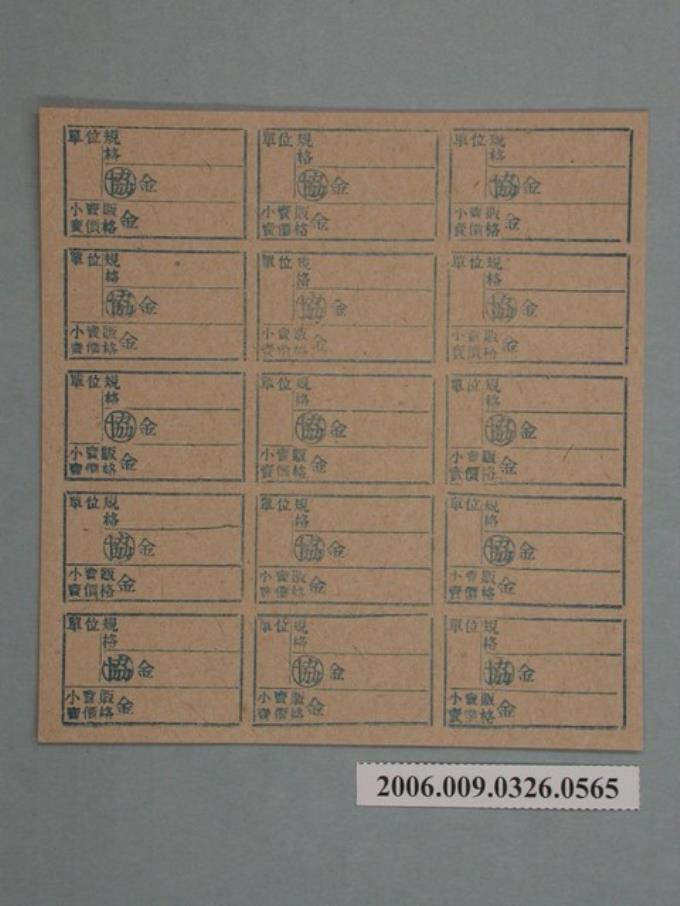 單位規
格
協 金
小賣販
賣價格 金
單位規
格
協 金
小賣販
賣價格 金
單位規
格
協 金
小賣販
賣價格 金
單位規
格
協 金
小賣販
賣價格 金
單位規
格
協 金
小賣販
賣價格 金
單位規
格
協 金
小賣販
賣價格 金
單位規
格
協 金
小賣販
賣價格 金
單位規
格
協 金
小賣販
賣價格 金
單位規
格
協 金
小賣販
賣價格 金
單位規
格
協 金
小賣販
賣價格 金
單位規
格
協 金
小賣販
賣價格 金
單位規
格
協 金
小賣販
賣價格 金
單位規
格
協 金
小賣販
賣價格 金
單位規
格
協 金
小賣販
賣價格 金
單位規
格
協 金
小賣販
賣價格 金
2006.009.0326.0565